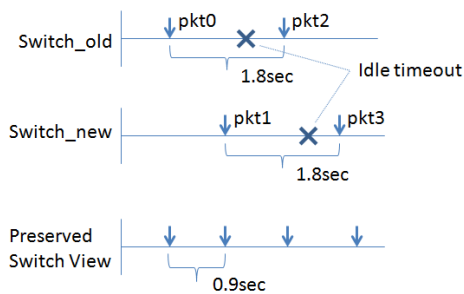 Switch_old
pkt0
pkt2
1.8sec
Idle timeout
Switch_new
pkt1
pkt3
1.8sec
Preserved
Switch View
0.9sec